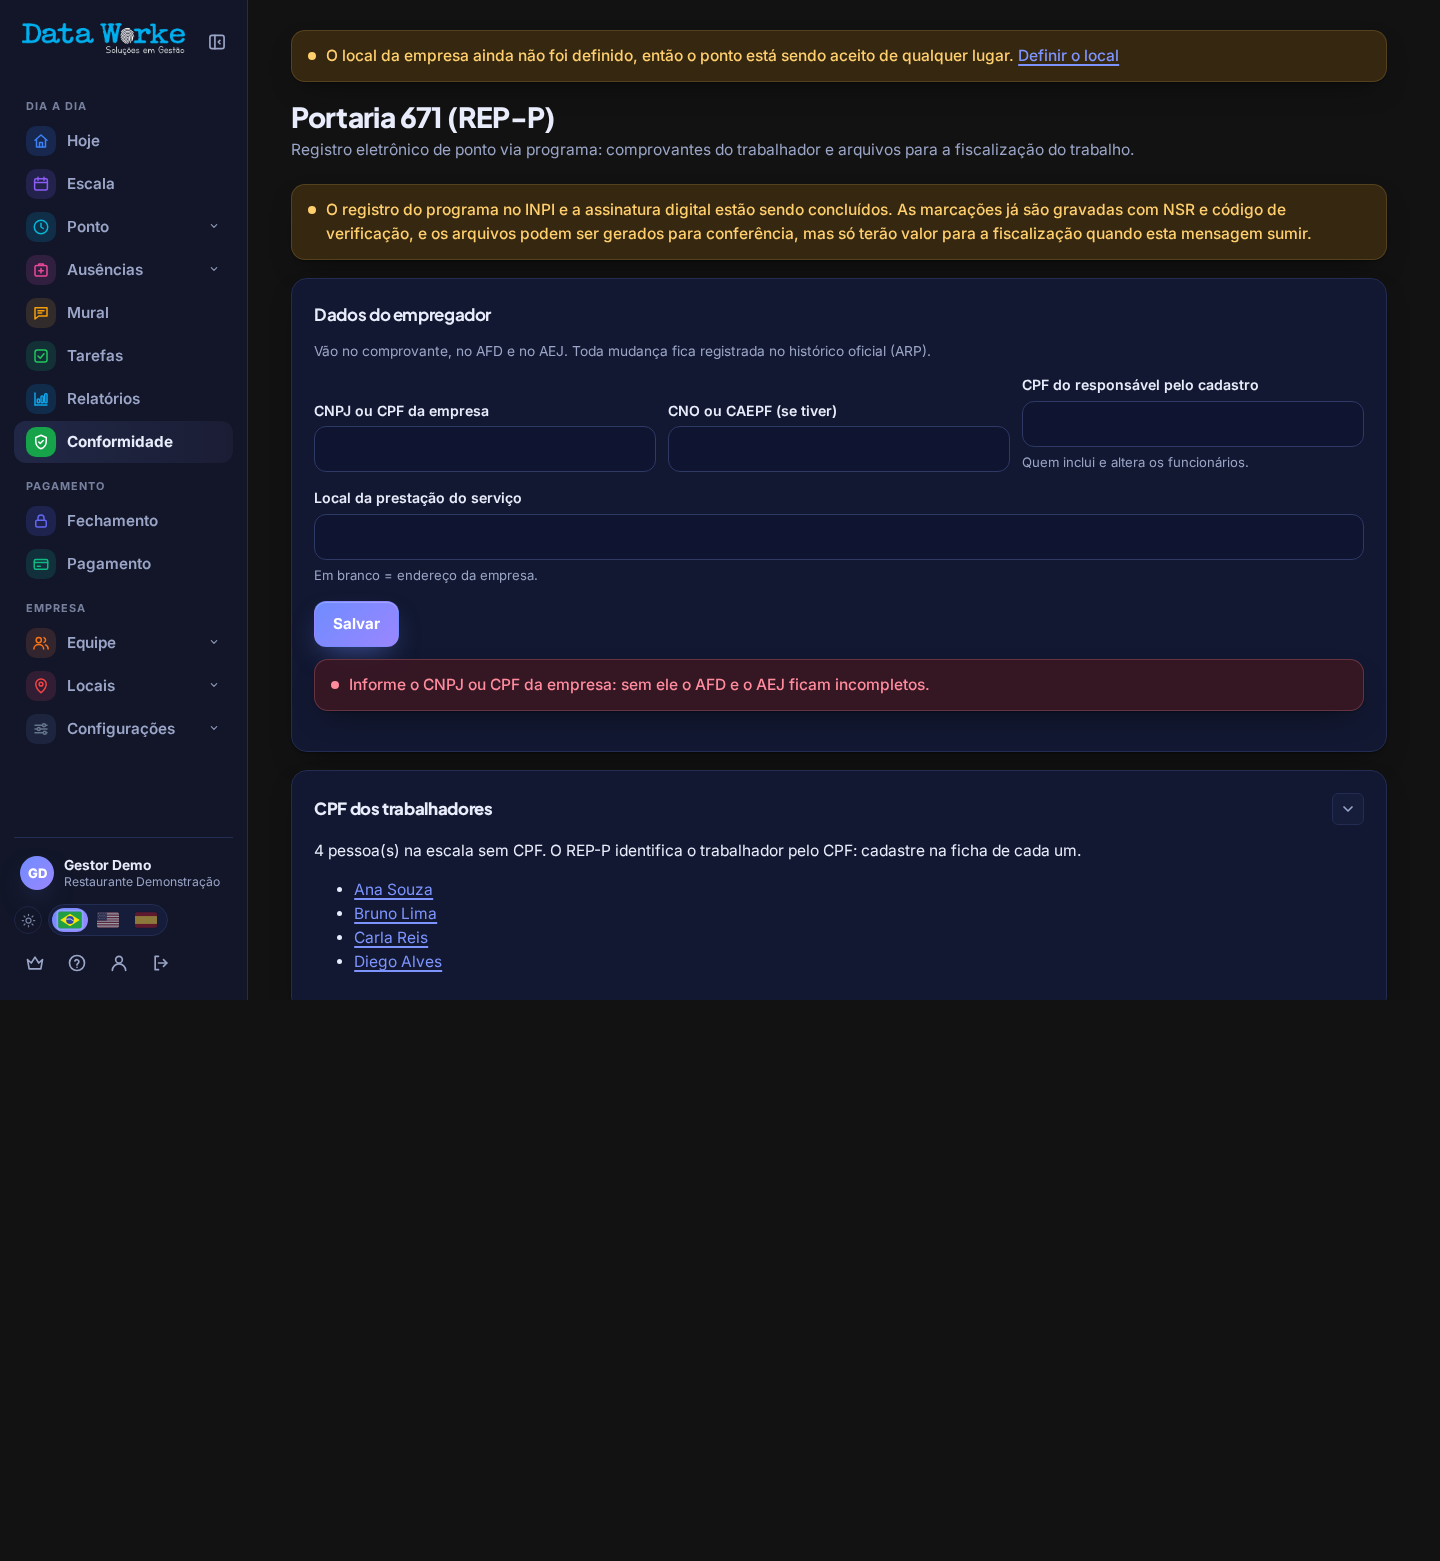 Data Worke
Soluções em Gestão
DIA A DIA
Hoje
Escala
Ponto
Ausências
Mural
Tarefas
Relatórios
Conformidade
PAGAMENTO
Fechamento
Pagamento
EMPRESA
Equipe
Locais
Configurações
GD
Gestor Demo
Restaurante Demonstração
O local da empresa ainda não foi definido, então o ponto está sendo aceito de qualquer lugar. Definir o local
Portaria 671 (REP-P)
Registro eletrônico de ponto via programa: comprovantes do trabalhador e arquivos para a fiscalização do trabalho.
O registro do programa no INPI e a assinatura digital estão sendo concluídos. As marcações já são gravadas com NSR e código de
verificação, e os arquivos podem ser gerados para conferência, mas só terão valor para a fiscalização quando esta mensagem sumir.
Dados do empregador
Vão no comprovante, no AFD e no AEJ. Toda mudança fica registrada no histórico oficial (ARP).
CNPJ ou CPF da empresa
CNO ou CAEPF (se tiver)
CPF do responsável pelo cadastro
Quem inclui e altera os funcionários.
Local da prestação do serviço
Em branco = endereço da empresa.
Salvar
Informe o CNPJ ou CPF da empresa: sem ele o AFD e o AEJ ficam incompletos.
CPF dos trabalhadores
4 pessoa(s) na escala sem CPF. O REP-P identifica o trabalhador pelo CPF: cadastre na ficha de cada um.
Ana Souza
Bruno Lima
Carla Reis
Diego Alves